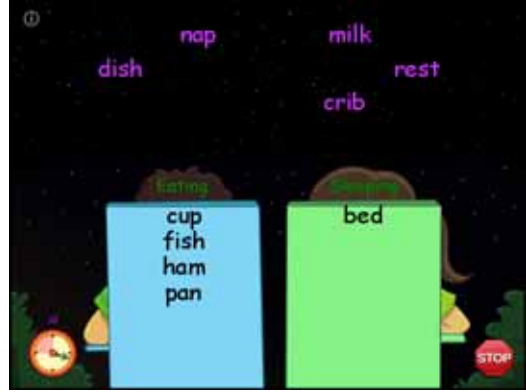 nap milk
dish rest
crib
Eating Sleeping
cup bed
fish
ham
pan
STOP